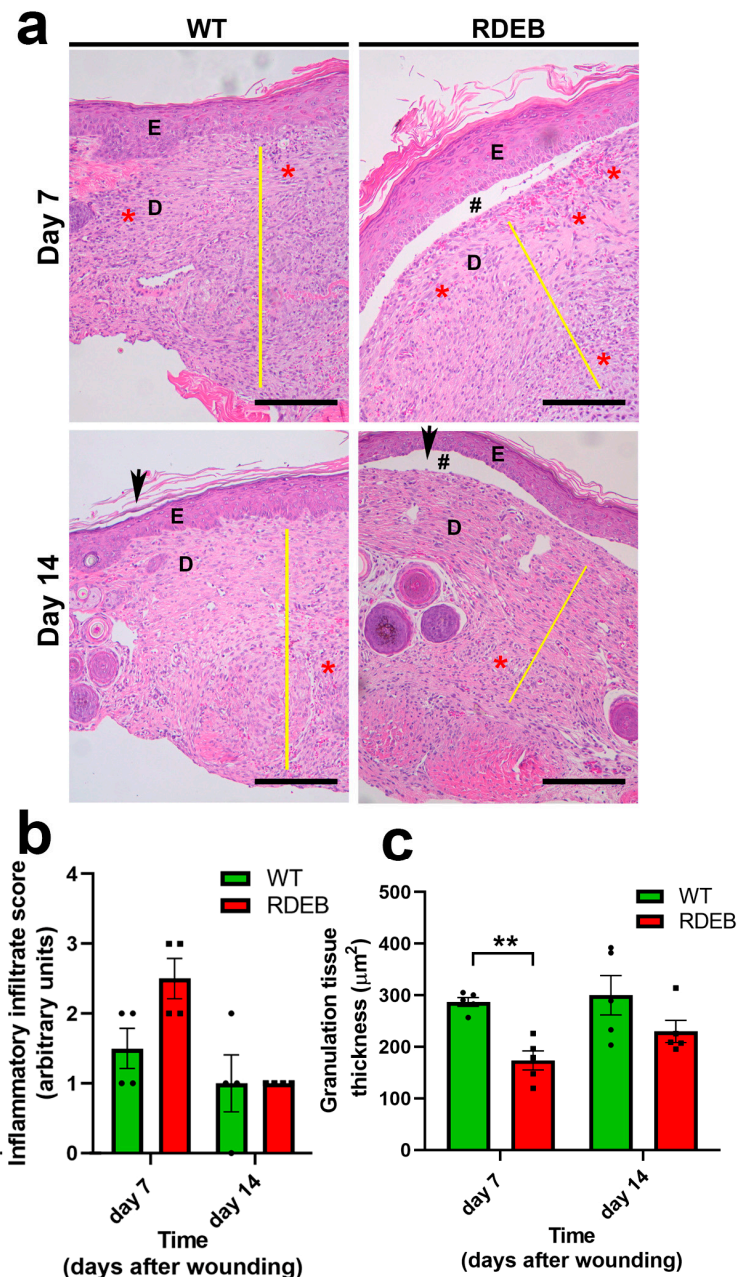 a
WT
RDEB
Day 7
E
D
*
*
E
#
D
*
*
*
*
Day 14
E
D
*
#
E
D
*
b
Inflammatory infiltrate score
(arbitrary units)
4
3
2
1
0
WT
RDEB
day 7
day 14
Time
(days after wounding)
c
Granulation tissue
thickness (μm²)
500
400
300
200
100
0
WT
RDEB
**
day 7
day 14
Time
(days after wounding)